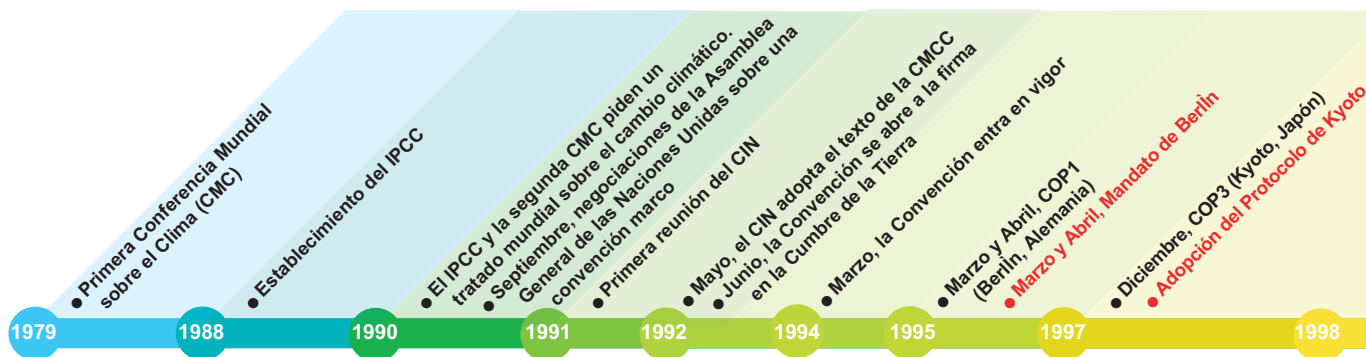 Primera Conferencia Mundial
sobre el Clima (CMC)
Establecimiento del IPCC
El IPCC y la segunda CMC piden un
tratado mundial sobre el cambio climático.
Septiembre, negociaciones de la Asamblea
General de las Naciones Unidas sobre una
convención marco
Primera reunión del CIN
Mayo, el CIN adopta el texto de la CMCC
Junio, la Convención se abre a la firma
en la Cumbre de la Tierra
Marzo, la Convención entra en vigor
Marzo y Abril, COP1
(Berlìn, Alemania)
Marzo y Abril, Mandato de Berlìn
Diciembre, COP3 (Kyoto, Japón)
Adopción del Protocolo de Kyoto
1979
1988
1990
1991
1992
1994
1995
1997
1998